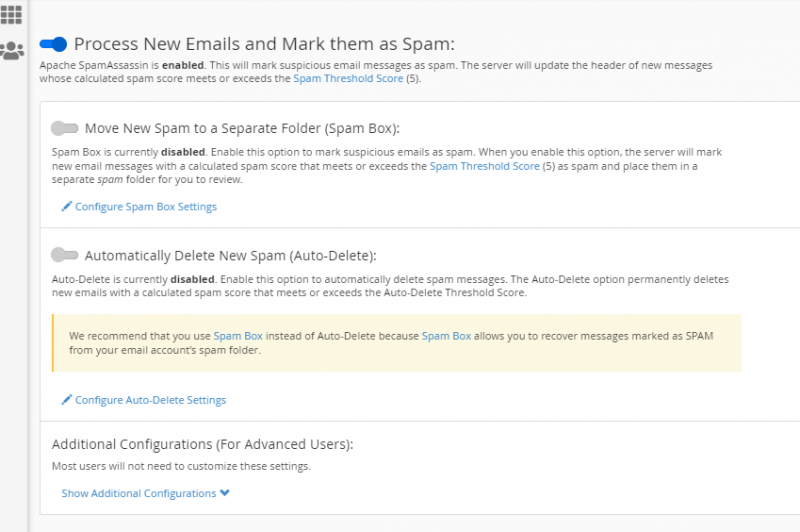 Process New Emails and Mark them as Spam:
Apache SpamAssassin is enabled. This will mark suspicious email messages as spam. The server will update the header of new messages
whose calculated spam score meets or exceeds the Spam Threshold Score (5).
Move New Spam to a Separate Folder (Spam Box):
Spam Box is currently disabled. Enable this option to mark suspicious emails as spam. When you enable this option, the server will mark
new email messages with a calculated spam score that meets or exceeds the Spam Threshold Score (5) as spam and place them in a
separate spam folder for you to review.
Configure Spam Box Settings
Automatically Delete New Spam (Auto-Delete):
Auto-Delete is currently disabled. Enable this option to automatically delete spam messages. The Auto-Delete option permanently deletes
new emails with a calculated spam score that meets or exceeds the Auto-Delete Threshold Score.
We recommend that you use Spam Box instead of Auto-Delete because Spam Box allows you to recover messages marked as SPAM
from your email account's spam folder.
Configure Auto-Delete Settings
Additional Configurations (For Advanced Users):
Most users will not need to customize these settings.
Show Additional Configurations